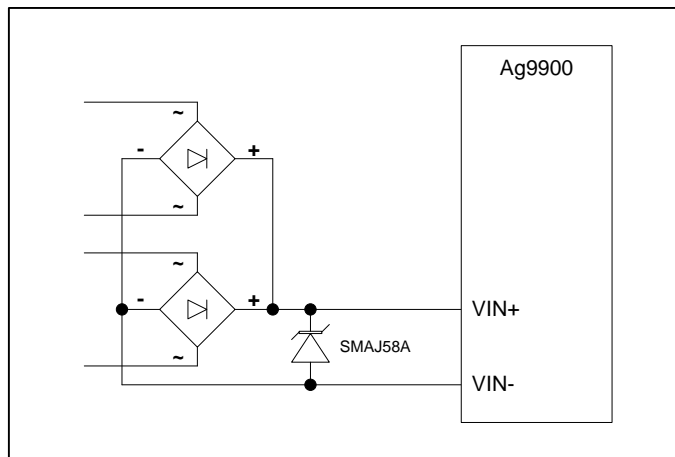 Ag9900
~
- +
~
~
- +
~
VIN+
SMAJ58A
VIN-